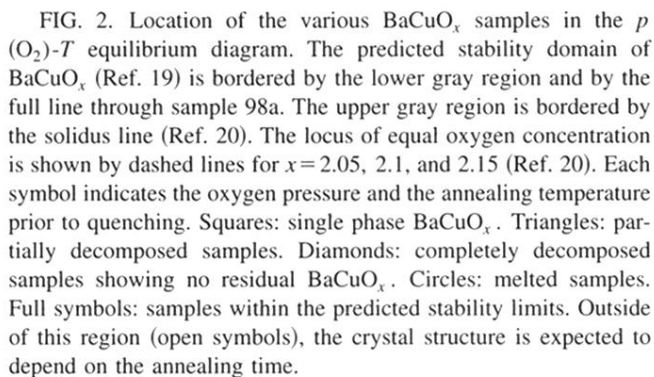 FIG. 2. Location of the various BaCuOₓ samples in the p
(O₂)-T equilibrium diagram. The predicted stability domain of
BaCuOₓ (Ref. 19) is bordered by the lower gray region and by the
full line through sample 98a. The upper gray region is bordered by
the solidus line (Ref. 20). The locus of equal oxygen concentration
is shown by dashed lines for x=2.05, 2.1, and 2.15 (Ref. 20). Each
symbol indicates the oxygen pressure and the annealing temperature
prior to quenching. Squares: single phase BaCuOₓ. Triangles: par-
tially decomposed samples. Diamonds: completely decomposed
samples showing no residual BaCuOₓ. Circles: melted samples.
Full symbols: samples within the predicted stability limits. Outside
of this region (open symbols), the crystal structure is expected to
depend on the annealing time.